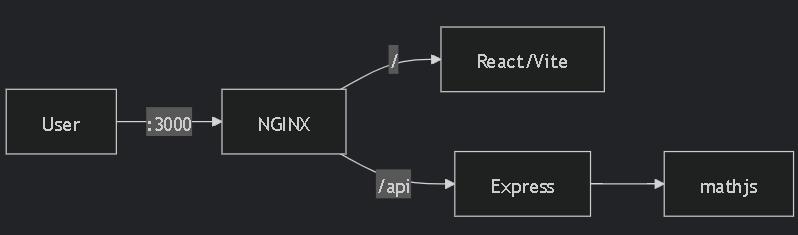 /
React/Vite
User
:3000
NGINX
/api
Express
mathjs